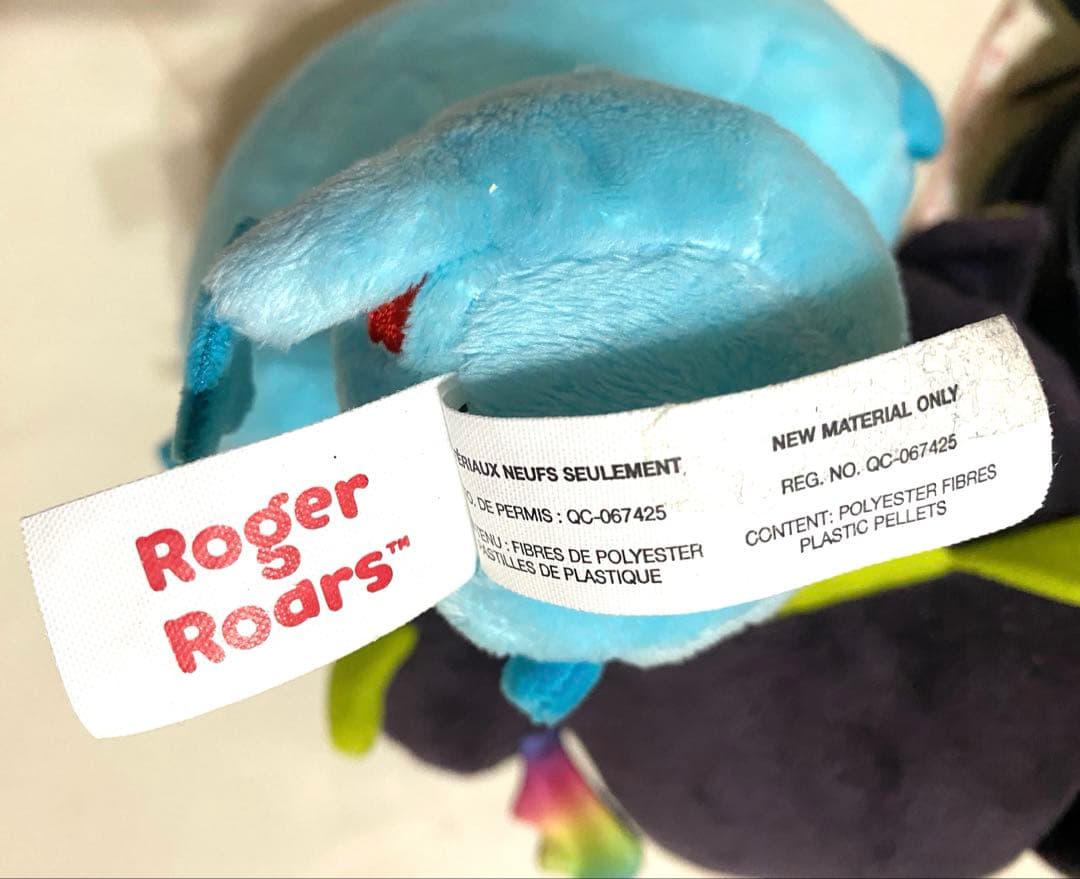 Roger
Roars™
NEUFS SEULEMENT
DE PERMIS : QC-067425
: FIBRES DE POLYESTER
DE PLASTIQUE
NEW MATERIAL ONLY
REG. NO. QC-067425
CONTENT: POLYESTER FIBRES
PLASTIC PELLETS